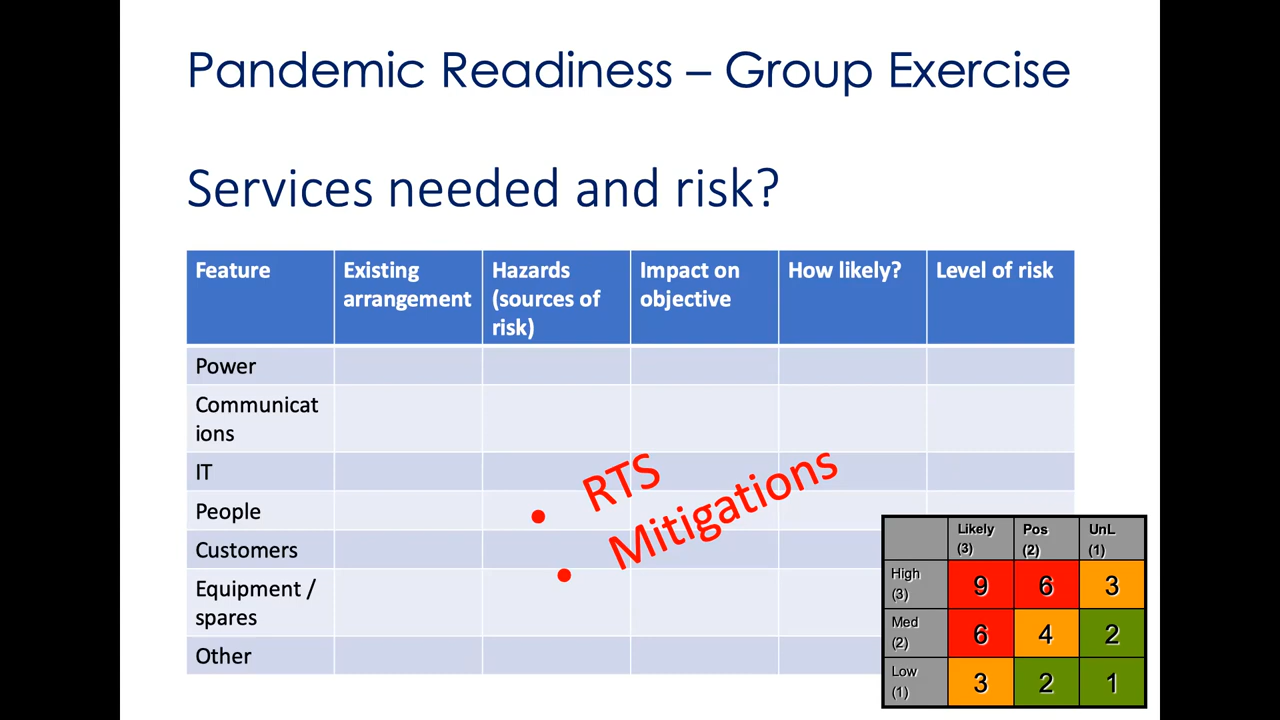 Pandemic Readiness – Group Exercise
Services needed and risk?
Feature
Existing
arrangement
Hazards
(sources of
risk)
Impact on
objective
How likely?
Level of risk
Power
Communicat
ions
IT
People
Customers
Equipment /
spares
Other
• RTS
• Mitigations
Likely
(3)
Pos
(2)
UnL
(1)
High
(3)
9
6
3
Med
(2)
6
4
2
Low
(1)
3
2
1